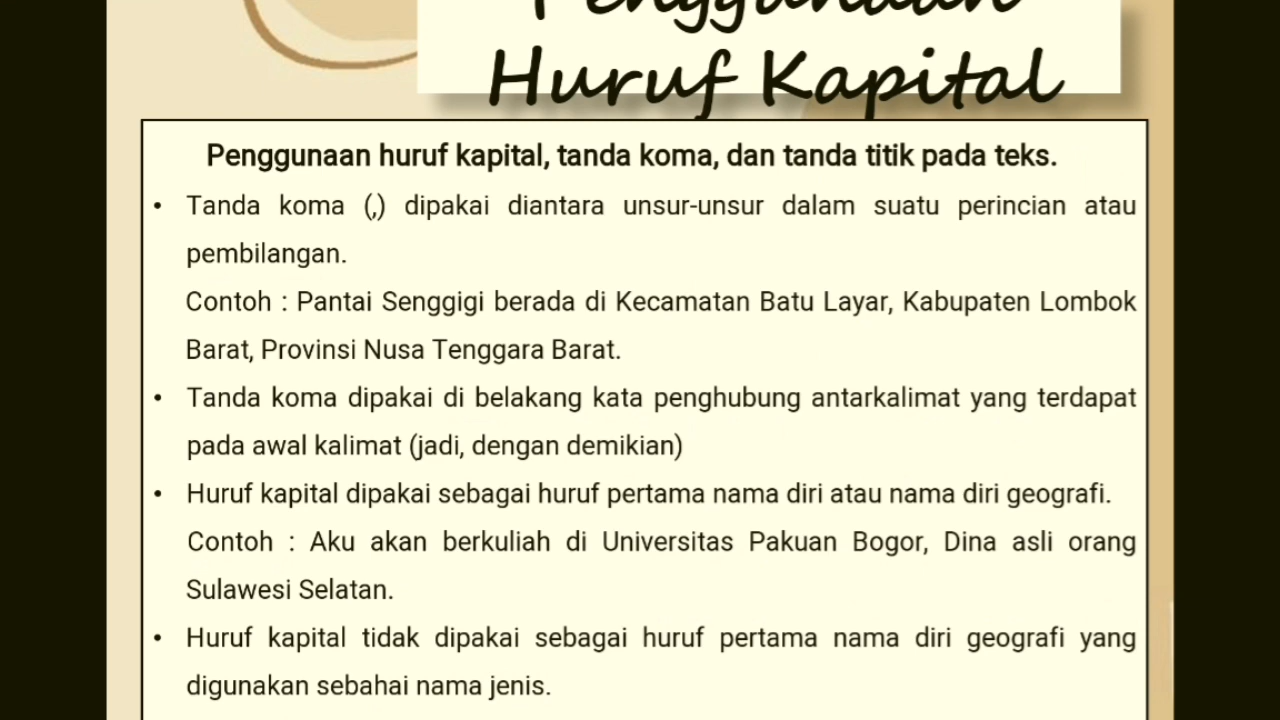 Penggunaan
Huruf Kapital
Penggunaan huruf kapital, tanda koma, dan tanda titik pada teks.
• Tanda koma (,) dipakai diantara unsur-unsur dalam suatu perincian atau
pembilangan.
Contoh : Pantai Senggigi berada di Kecamatan Batu Layar, Kabupaten Lombok
Barat, Provinsi Nusa Tenggara Barat.
• Tanda koma dipakai di belakang kata penghubung antarkalimat yang terdapat
pada awal kalimat (jadi, dengan demikian)
• Huruf kapital dipakai sebagai huruf pertama nama diri atau nama diri geografi.
Contoh : Aku akan berkuliah di Universitas Pakuan Bogor, Dina asli orang
Sulawesi Selatan.
• Huruf kapital tidak dipakai sebagai huruf pertama nama diri geografi yang
digunakan sebahai nama jenis.